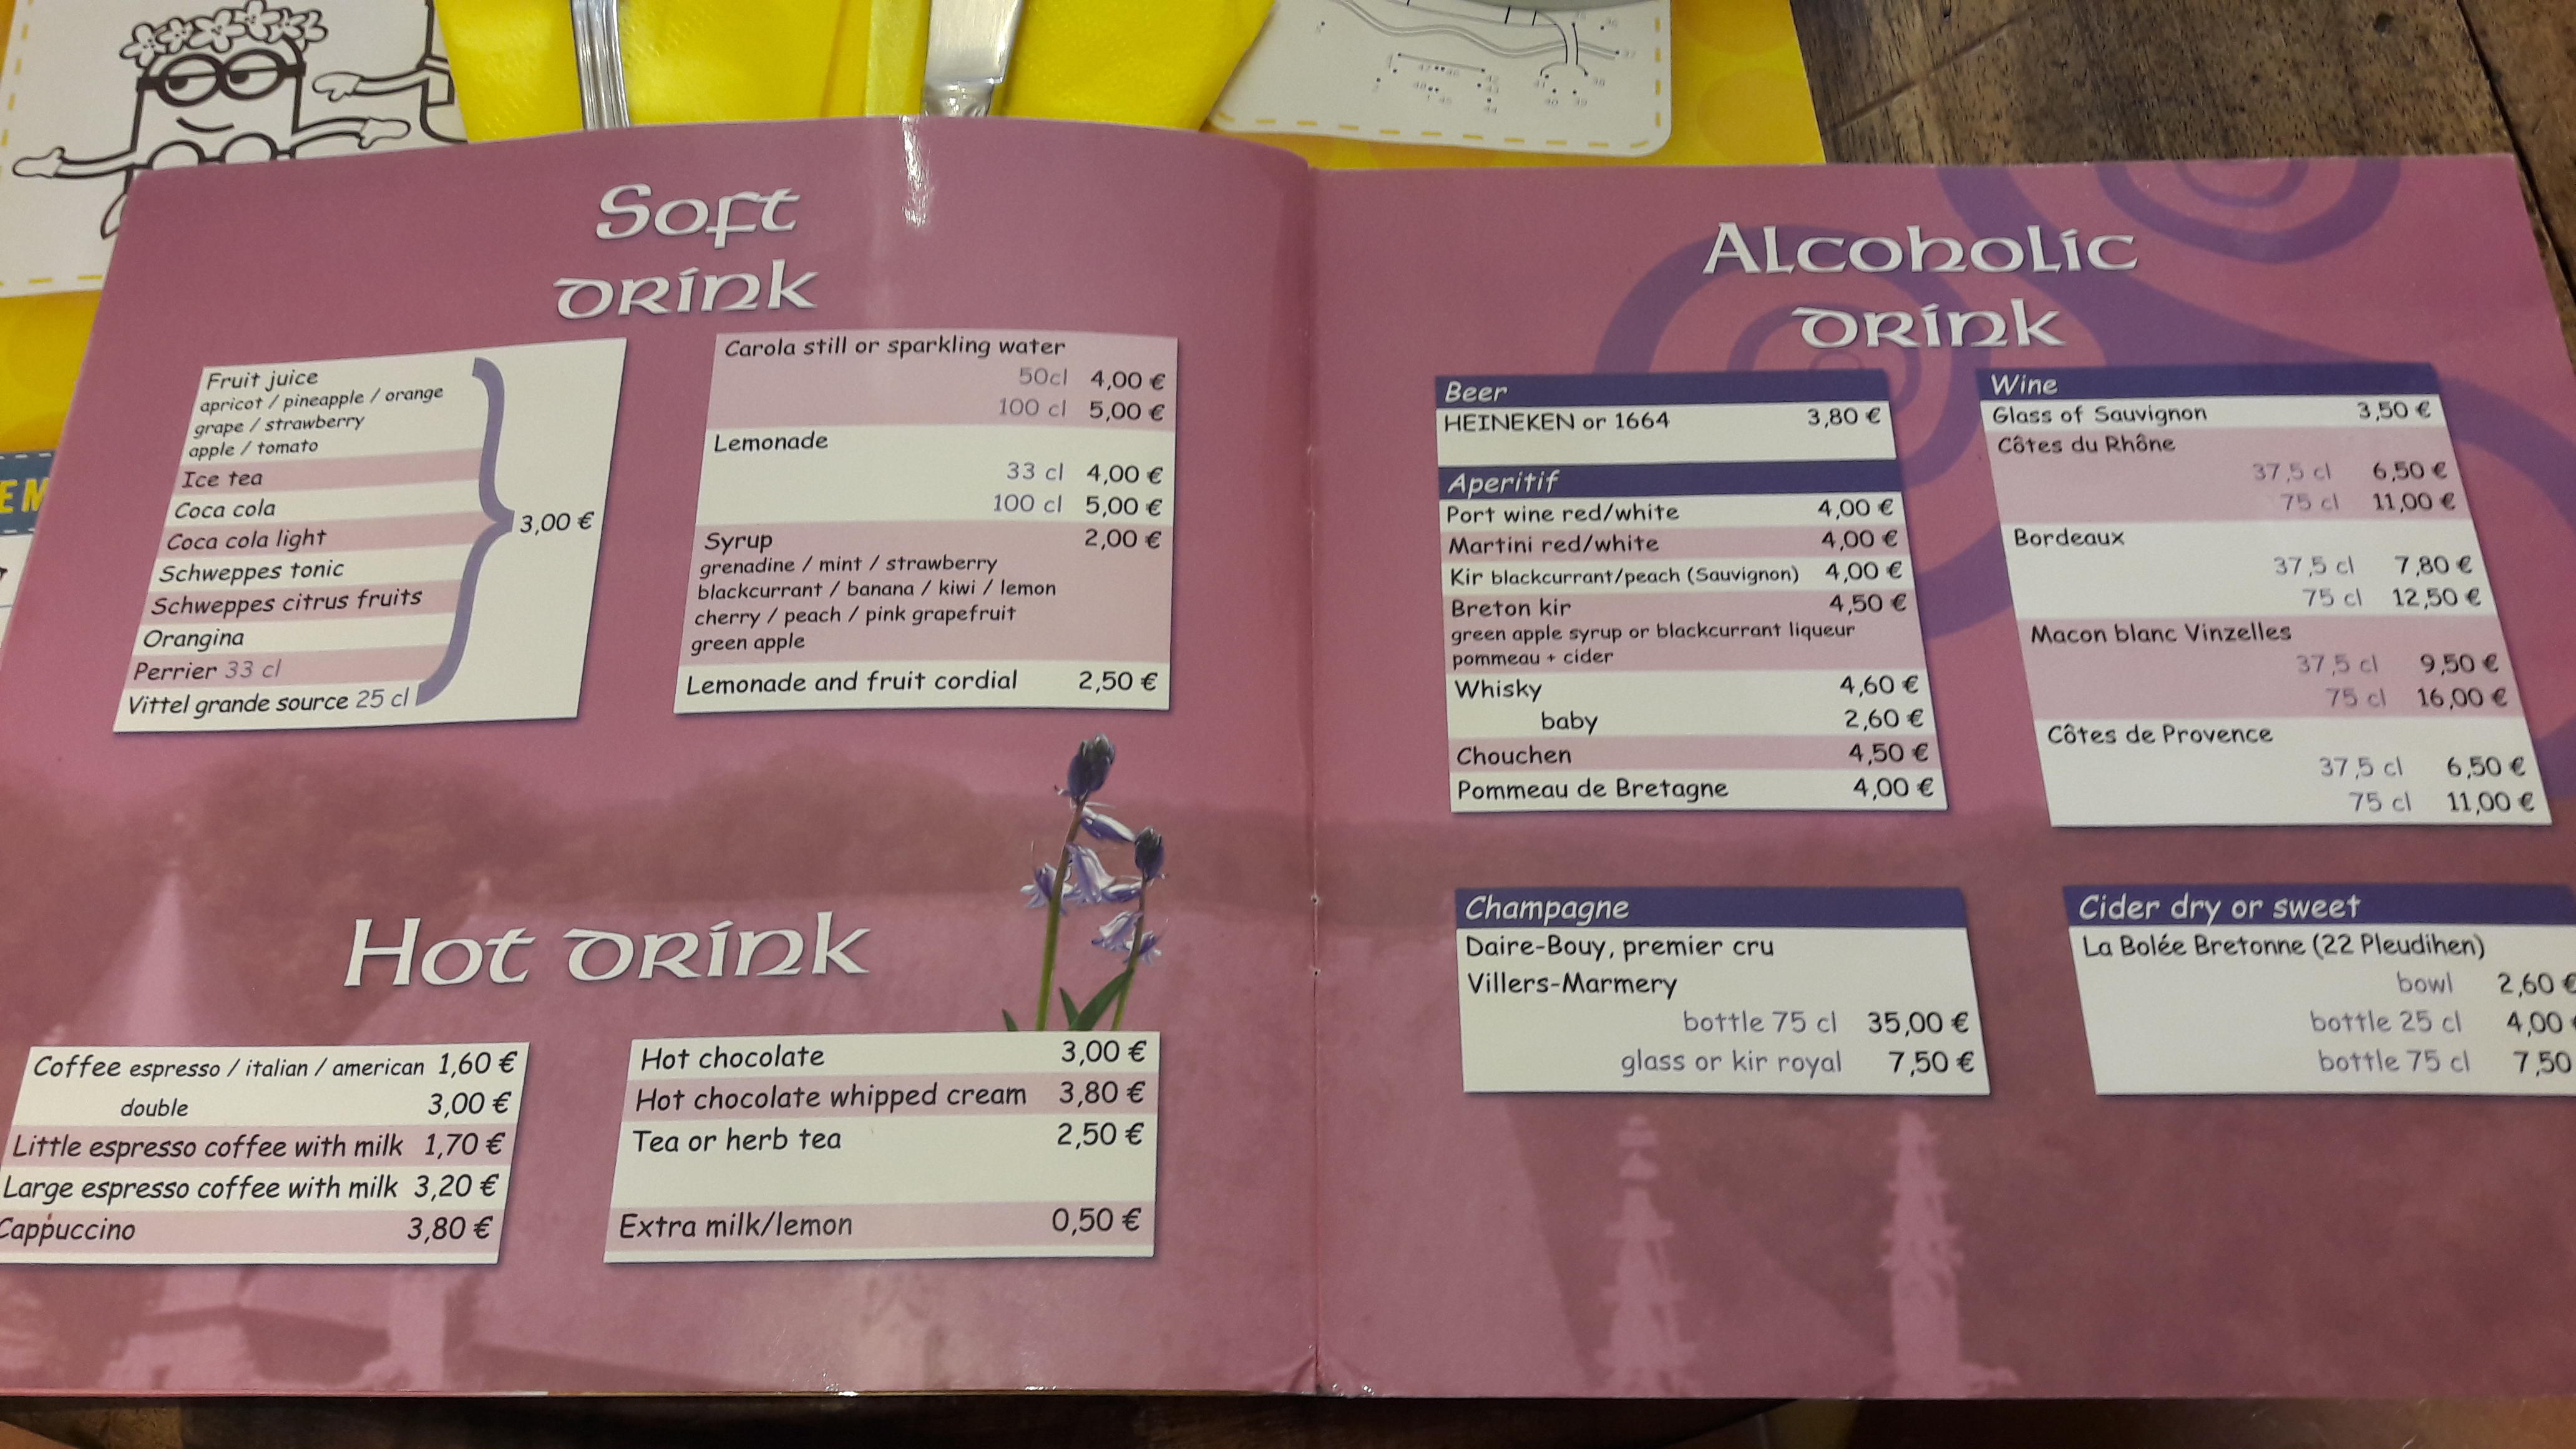 E M
Soft
drink
Fruit juice
apricot / pineapple / orange
grape / strawberry
apple / tomato
Ice tea
Coca cola
Coca cola light
Schweppes tonic
Schweppes citrus fruits
Orangina
Perrier 33 cl
Vittel grande source 25 cl
3,00 €
Carola still or sparkling water
50cl 4,00 €
100 cl 5,00 €
Lemonade
33 cl 4,00 €
100 cl 5,00 €
Syrup 2,00 €
grenadine / mint / strawberry
blackcurrant / banana / kiwi / lemon
cherry / peach / pink grapefruit
green apple
Lemonade and fruit cordial 2,50 €
Hot drink
Coffee espresso / italian / american 1,60 €
double 3,00 €
Little espresso coffee with milk 1,70 €
Large espresso coffee with milk 3,20 €
Cappuccino 3,80 €
Hot chocolate 3,00 €
Hot chocolate whipped cream 3,80 €
Tea or herb tea 2,50 €
Extra milk/lemon 0,50 €
Alcoholic
drink
Beer
HEINEKEN or 1664 3,80 €
Aperitif
Port wine red/white 4,00 €
Martini red/white 4,00 €
Kir blackcurrant/peach (Sauvignon) 4,00 €
Breton kir 4,50 €
green apple syrup or blackcurrant liqueur
pommeau + cider
Whisky 4,60 €
baby 2,60 €
Chouchen 4,50 €
Pommeau de Bretagne 4,00 €
Wine
Glass of Sauvignon 3,50 €
Côtes du Rhône
37,5 cl 6,50 €
75 cl 11,00 €
Bordeaux
37,5 cl 7,80 €
75 cl 12,50 €
Macon blanc Vinzelles
37,5 cl 9,50 €
75 cl 16,00 €
Côtes de Provence
37,5 cl 6,50 €
75 cl 11,00 €
Champagne
Daire-Bouy, premier cru
Villers-Marmery
bottle 75 cl 35,00 €
glass or kir royal 7,50 €
Cider dry or sweet
La Bolée Bretonne (22 Pleudihen)
bowl 2,60 €
bottle 25 cl 4,00
bottle 75 cl 7,50